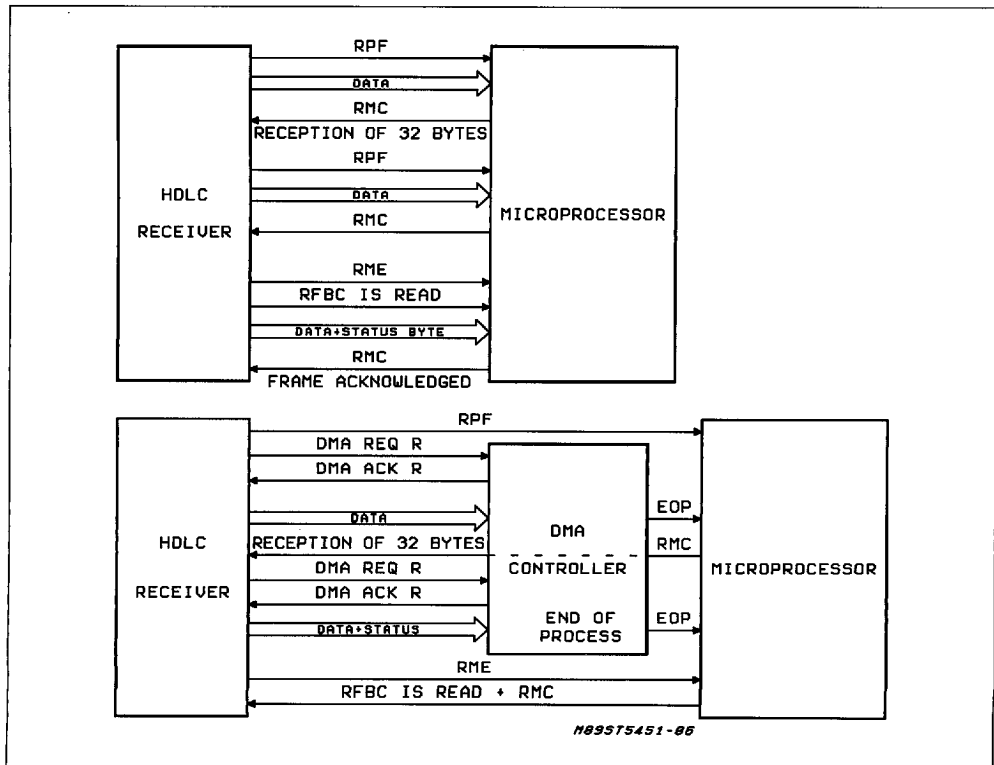 RPF
DATA
RMC
RECEPTION OF 32 BYTES
RPF
DATA
RMC
RME
RFBC IS READ
DATA+STATUS BYTE
RMC
FRAME ACKNOWLEDGED
HDLC
RECEIVER
MICROPROCESSOR
RPF
DMA REQ R
DMA ACK R
DATA
RECEPTION OF 32 BYTES
DMA REQ R
DMA ACK R
DATA+STATUS
RME
RFBC IS READ + RMC
HDLC
RECEIVER
DMA
CONTROLLER
END OF
PROCESS
EOP
RMC
EOP
MICROPROCESSOR
M89ST5451-06